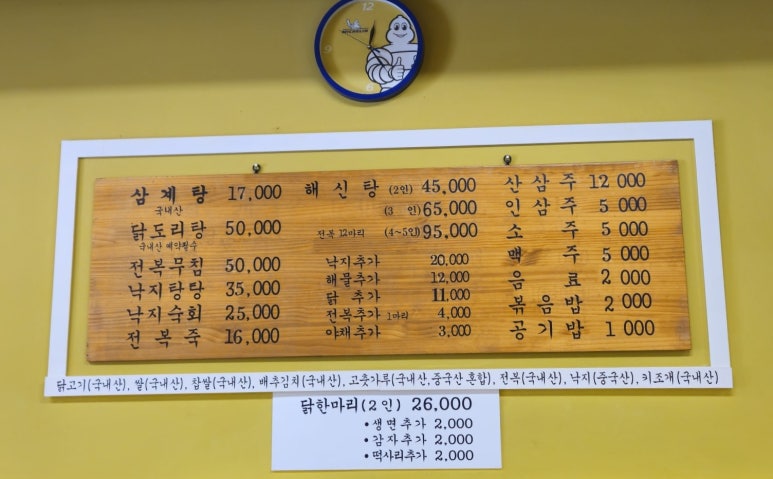 12
9
6
삼계탕 17,000
국내산
닭도리탕 50,000
국내산 예약필수
전복무침 50,000
낙지탕탕 35,000
낙지숙회 25,000
전복죽 16,000
해신탕 (2인) 45,000
(3인) 65,000
전복 12마리 (4~5인) 95,000
낙지추가 20,000
해물추가 12,000
닭추가 11,000
전복추가 1마리 4,000
야채추가 3,000
산삼주 12 000
인삼주 5 000
소주 5 000
맥주 5 000
음료 2 000
볶음밥 2 000
공기밥 1 000
닭고기(국내산), 쌀(국내산), 찹쌀(국내산), 배추김치(국내산), 고춧가루(국내산,중국산 혼합), 전복(국내산), 낙지(중국산), 키조개(국내산)
닭한마리(2인) 26,000
•생면추가 2,000
•감자추가 2,000
•떡사리추가 2,000